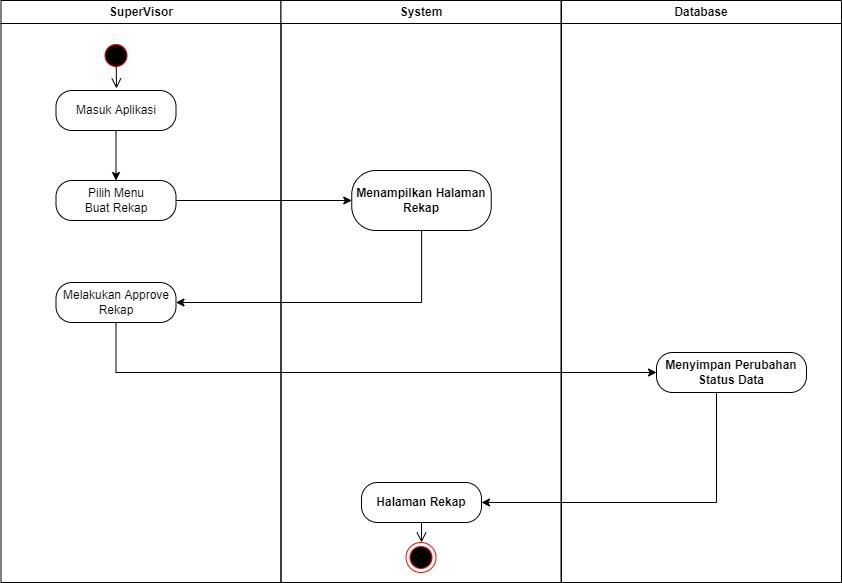 SuperVisor
System
Database
Masuk Aplikasi
Pilih Menu
Buat Rekap
Menampilkan Halaman
Rekap
Melakukan Approve
Rekap
Menyimpan Perubahan
Status Data
Halaman Rekap